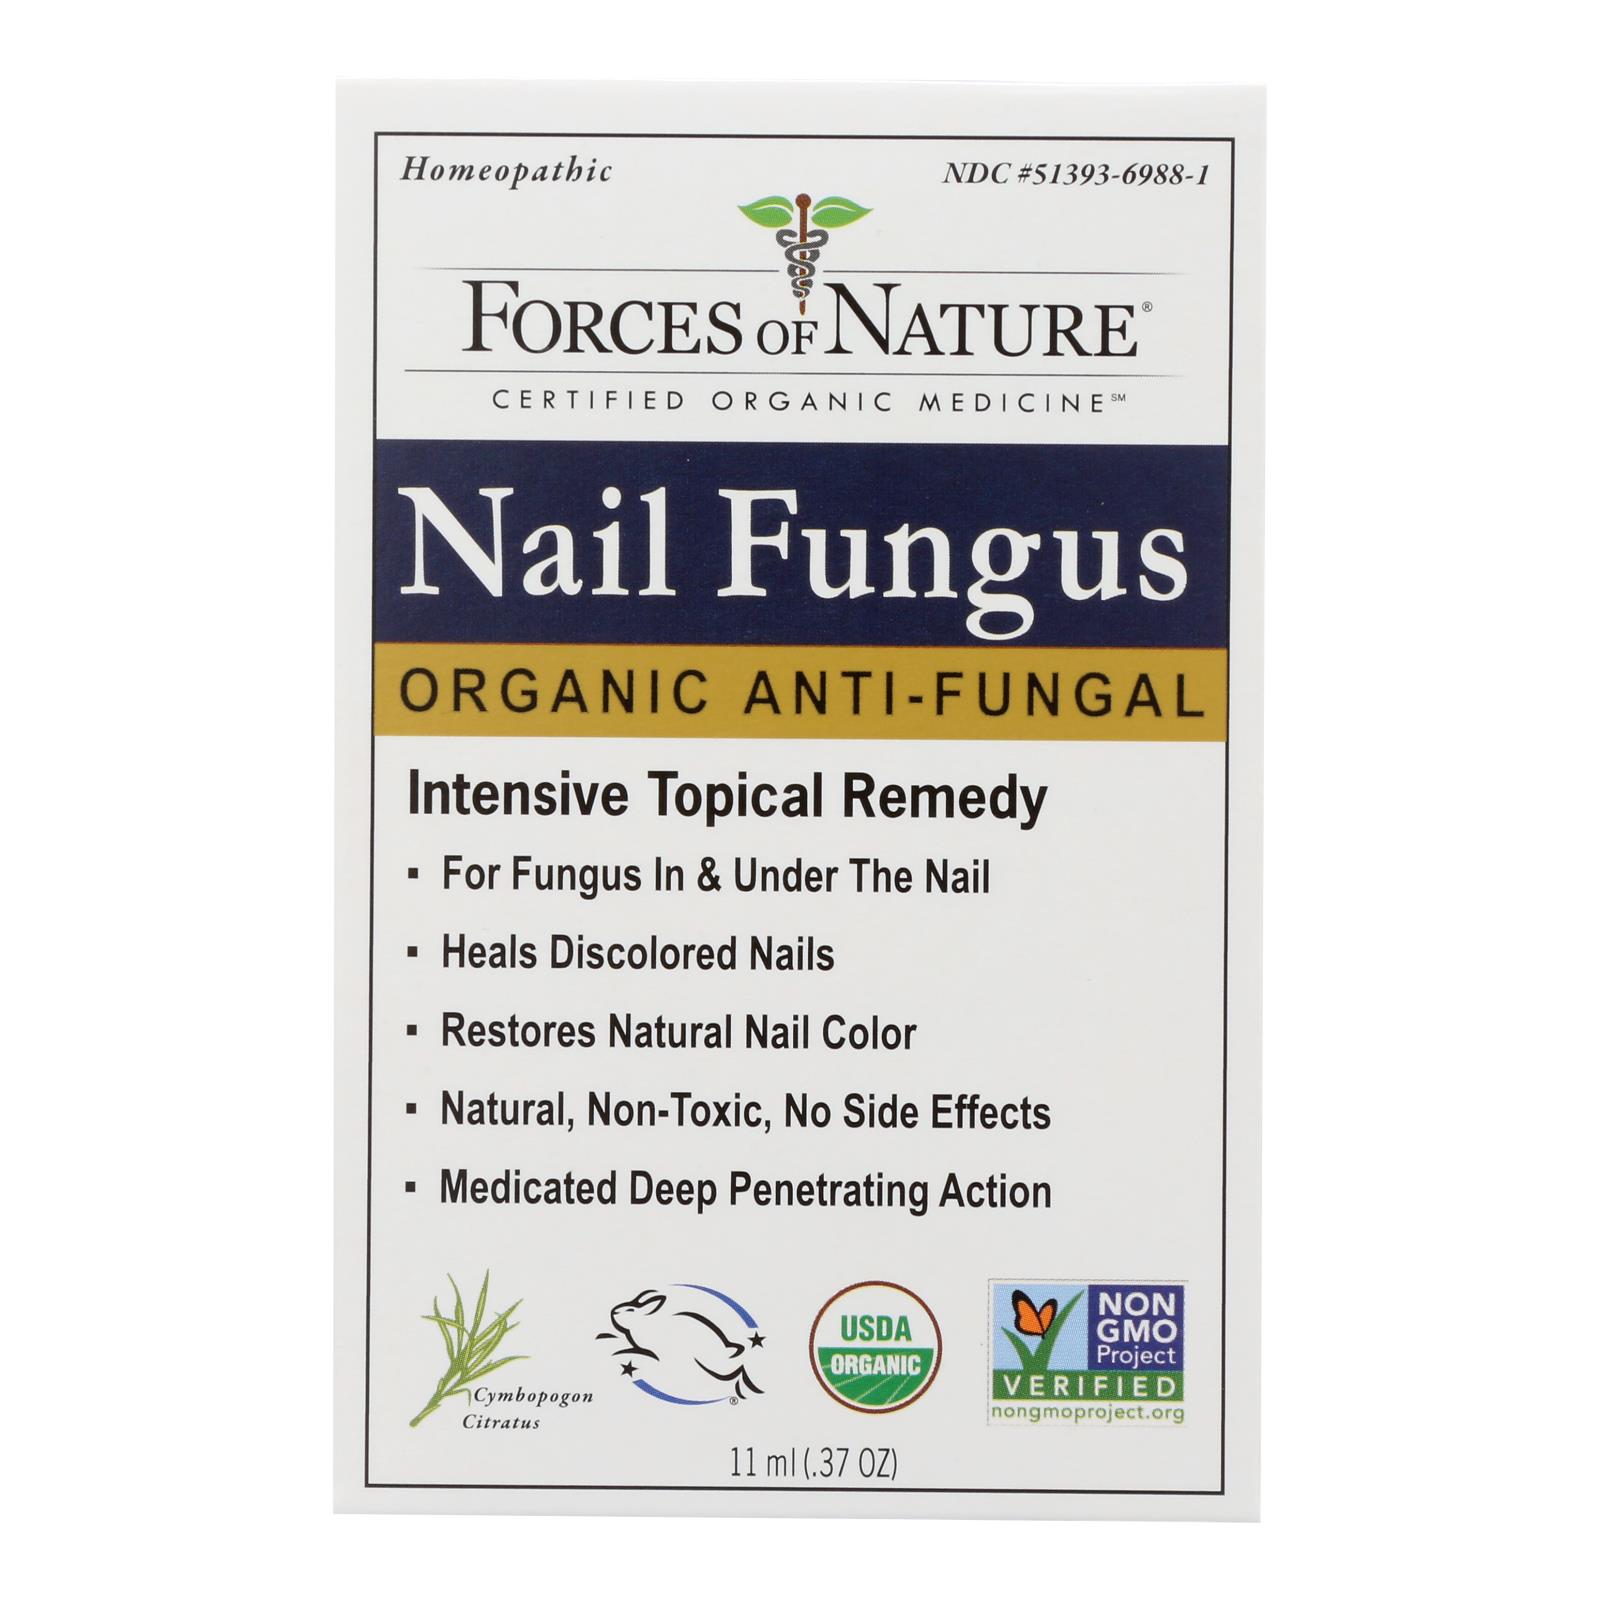 Homeopathic NDC #51393-6988-1
FORCES OF NATURE®
CERTIFIED ORGANIC MEDICINE℠
Nail Fungus
ORGANIC ANTI-FUNGAL
Intensive Topical Remedy
▪ For Fungus In & Under The Nail
▪ Heals Discolored Nails
▪ Restores Natural Nail Color
▪ Natural, Non-Toxic, No Side Effects
▪ Medicated Deep Penetrating Action
Cymbopogon
Citratus
®
USDA
ORGANIC
NON
GMO
Project
VERIFIED
nongmoproject.org
11 ml (.37 OZ)